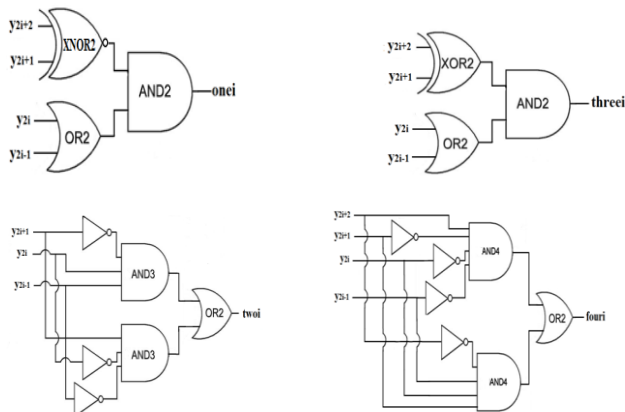 y2i+2
XNOR2
y2i+1
AND2
onei
y2i
OR2
y2i-1
y2i+2
XOR2
y2i+1
AND2
threei
y2i
OR2
y2i-1
y2i+1
y2i
y2i-1
AND3
OR2
twoi
AND3
y2i+2
y2i+1
y2i
y2i-1
AND4
OR2
fouri
AND4